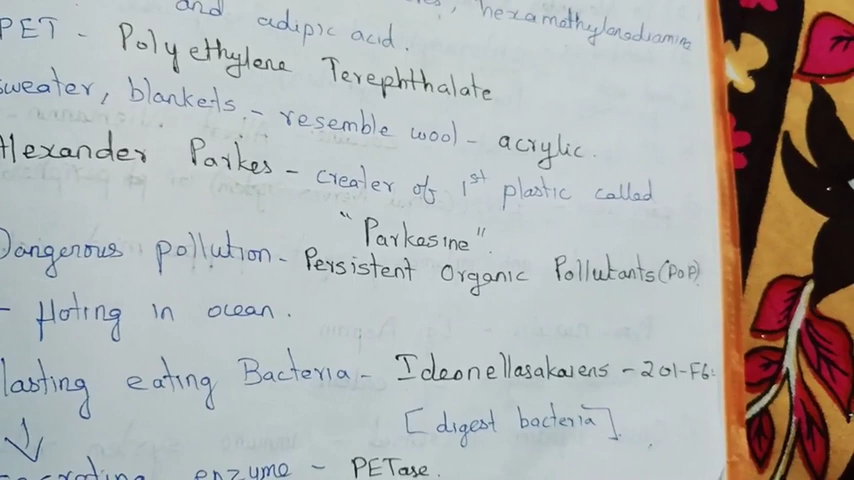 hexamethylenediamine
and adipic acid.
PET - Polyethylene Terephthalate
sweater, blankets - resemble wool - acrylic.
Alexander Parkes - creater of 1st plastic called
"Parkesine".
Dangerous pollution - Persistent Organic Pollutants (POP)
- floting in ocean.
lasting eating Bacteria - Ideonellasakaiens - 201-F6.
[digest bacteria].
enzyme - PETase.